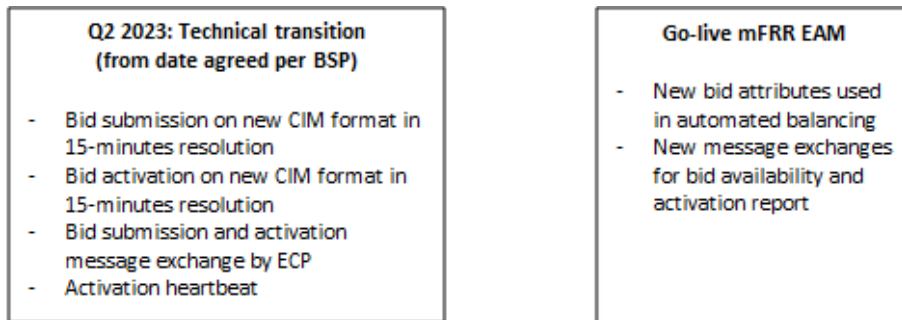 Q2 2023: Technical transition
(from date agreed per BSP)
- Bid submission on new CIM format in
15-minutes resolution
- Bid activation on new CIM format in
15-minutes resolution
- Bid submission and activation
message exchange by ECP
- Activation heartbeat
Go-live mFRR EAM
- New bid attributes used
in automated balancing
- New message exchanges
for bid availability and
activation report